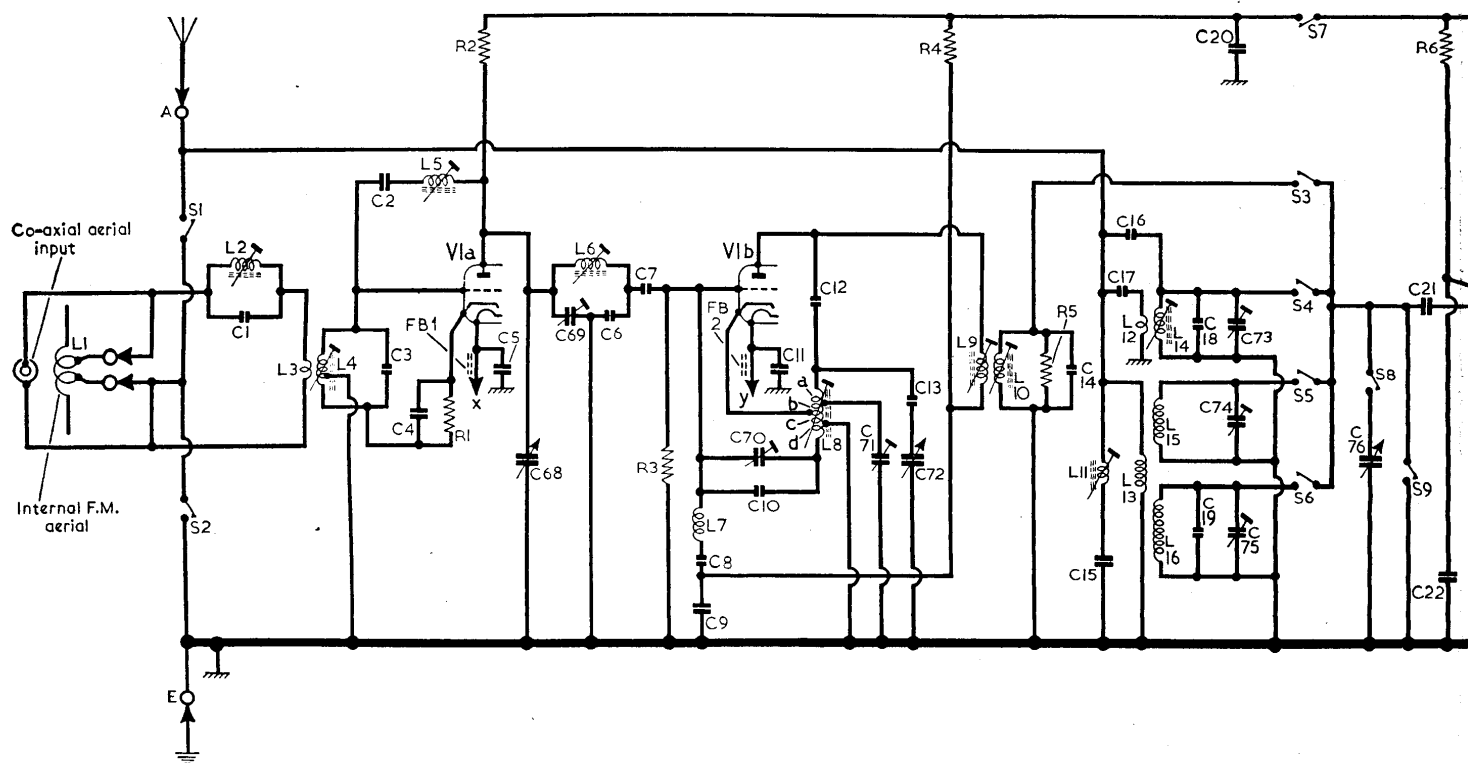 R2
R4
C20
S7
R6
A
L5
C2
S1
Co-axial aerial
input
L2
C1
L1
Internal F.M.
aerial
S2
E
L3
L4
C3
C4
R1
FB1
V1a
C5
x
C68
L6
C69
C6
C7
R3
V1b
FB
2
C11
y
C12
a
b
c
d
L8
C70
C10
L7
C8
C9
C
71
C13
C72
L9
L
10
R5
C
14
S3
C16
C17
L
12
L
14
C
18
C73
S4
C74
S5
L
15
L11
L
13
C15
L
16
C
19
C
75
S6
S8
C
76
S9
C21
C22